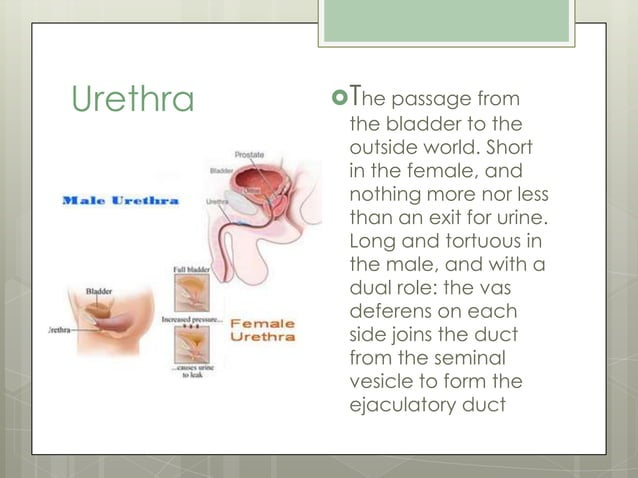 Urethra
The passage from
the bladder to the
outside world. Short
in the female, and
nothing more nor less
than an exit for urine.
Long and tortuous in
the male, and with a
dual role: the vas
deferens on each
side joins the duct
from the seminal
vesicle to form the
ejaculatory duct
Prostate
Bladder
Urethra
Male Urethra
Full bladder
Bladder
Increased pressure...
Urethra
Female
Urethra
...causes urine
to leak